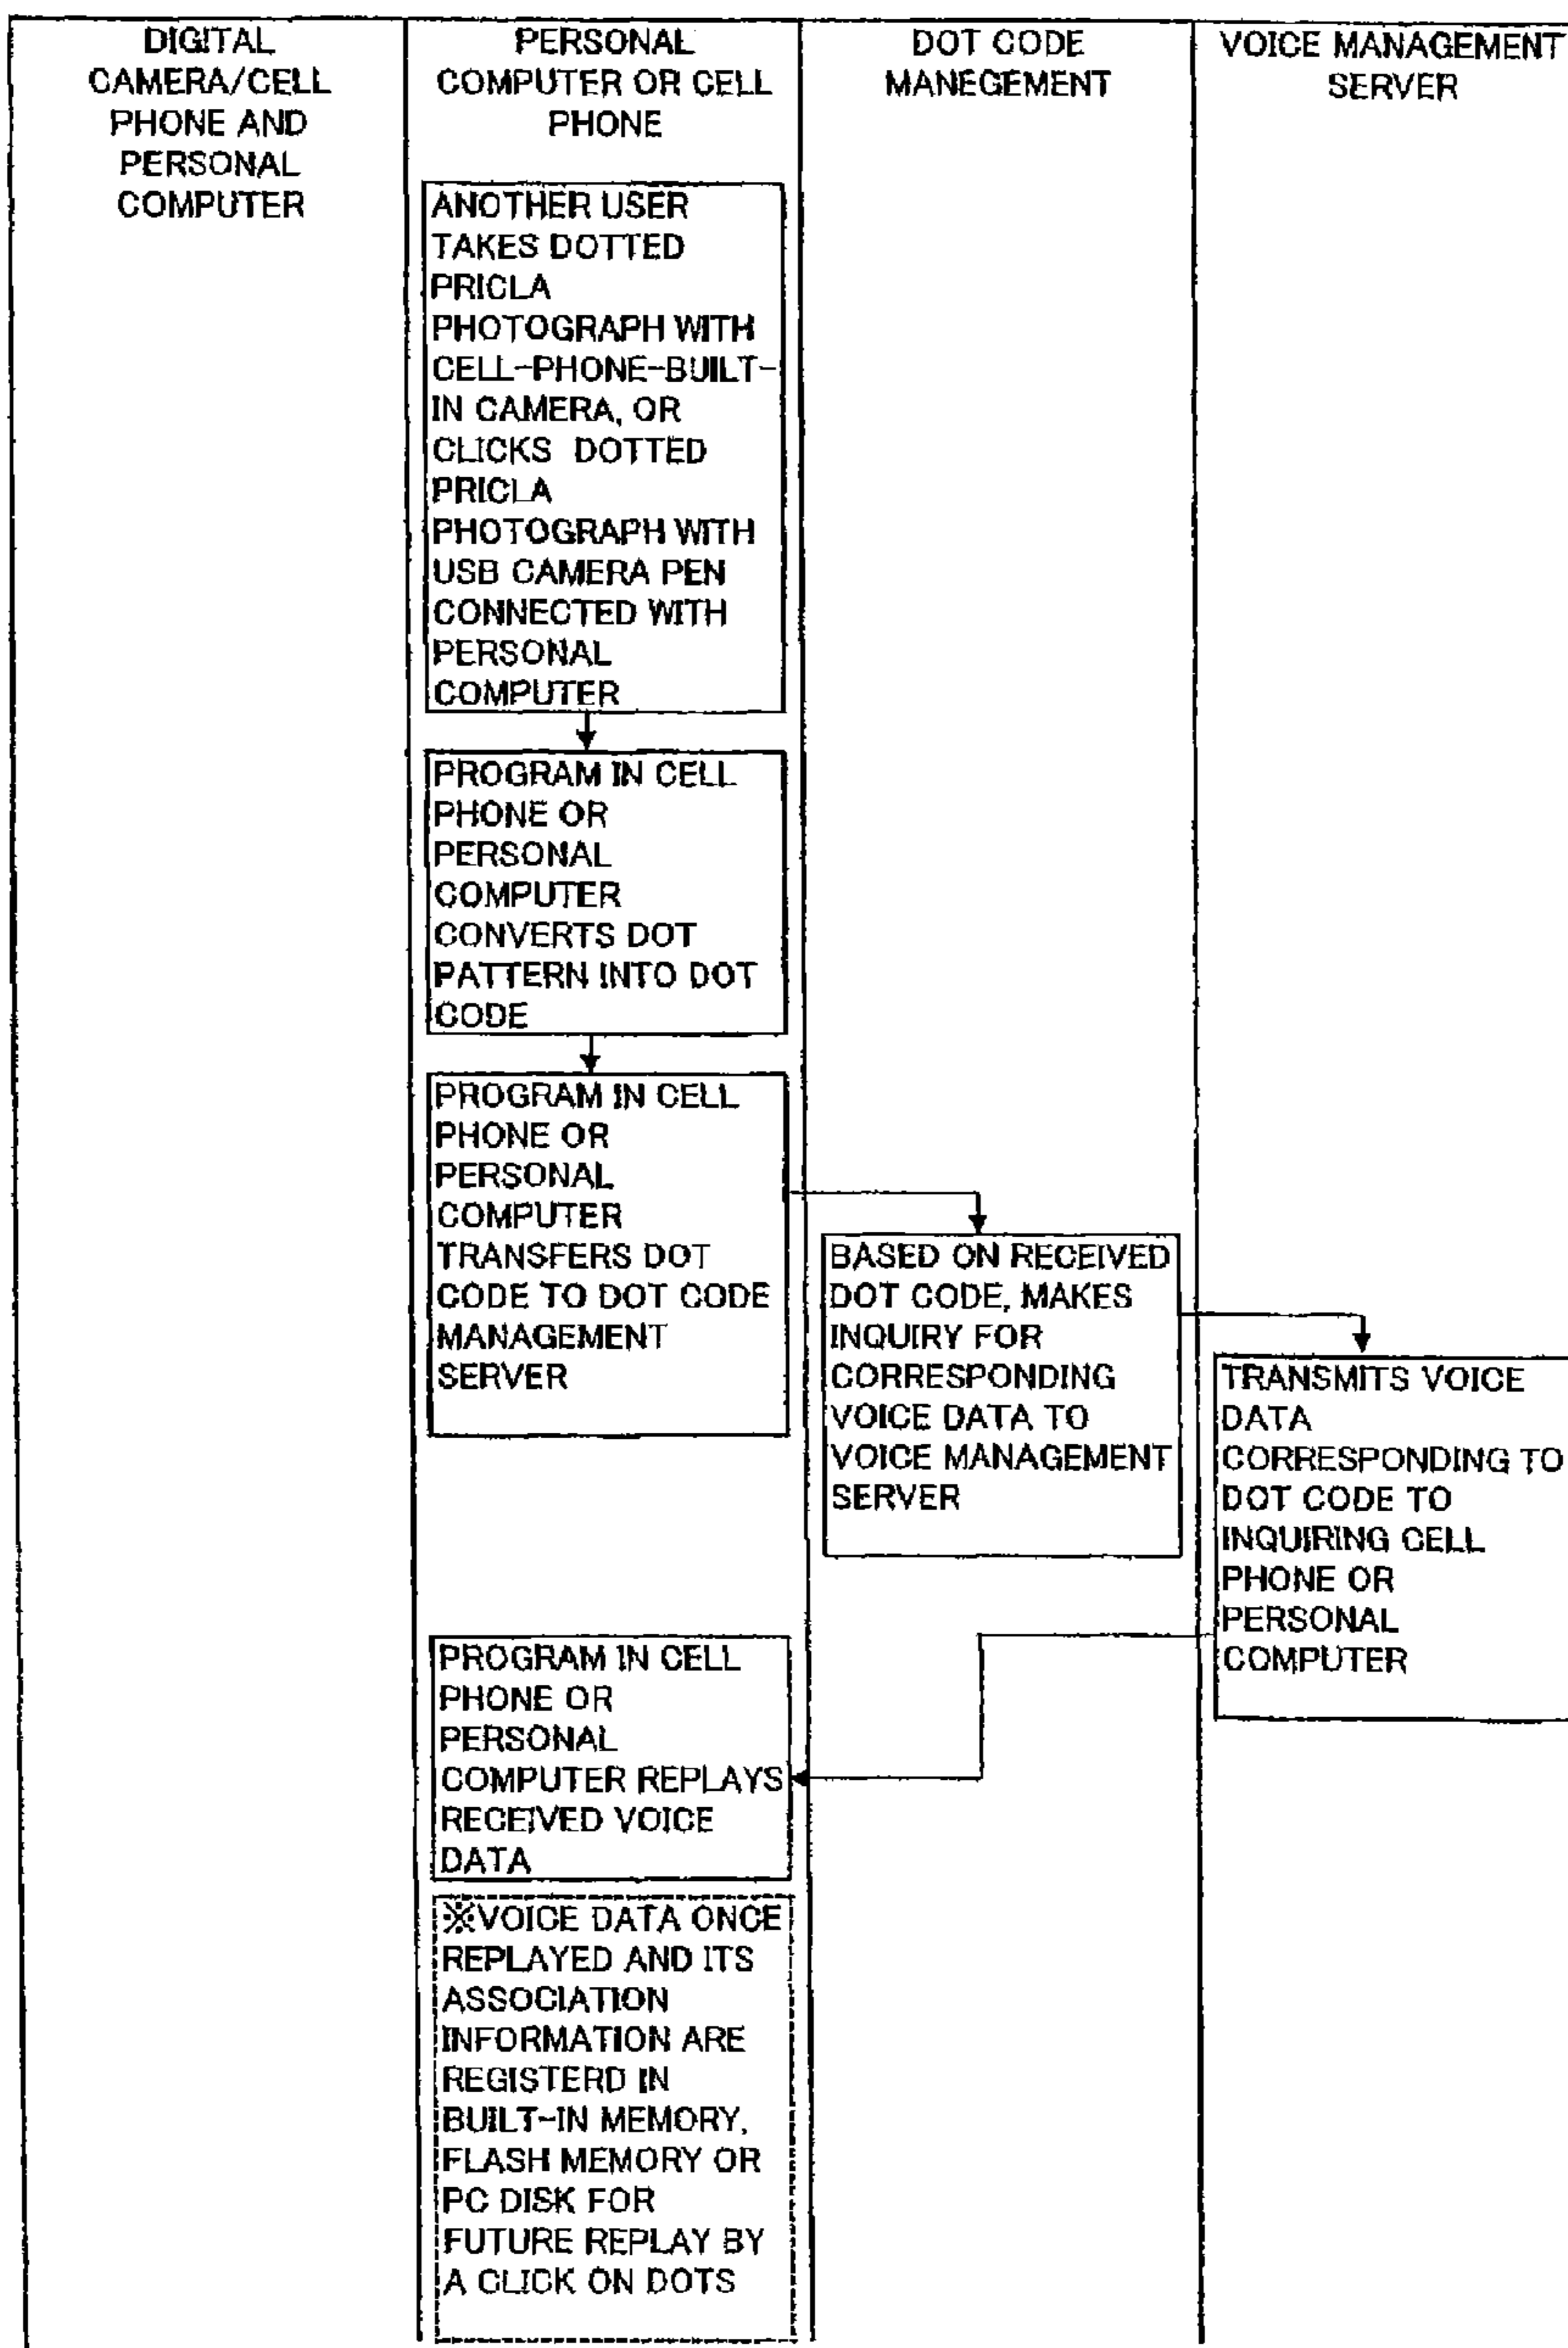 DIGITAL
CAMERA/CELL
PHONE AND
PERSONAL
COMPUTER
PERSONAL
COMPUTER OR CELL
PHONE
DOT CODE
MANEGEMENT
VOICE MANAGEMENT
SERVER
ANOTHER USER
TAKES DOTTED
PRICLA
PHOTOGRAPH WITH
CELL-PHONE-BUILT-
IN CAMERA, OR
CLICKS DOTTED
PRICLA
PHOTOGRAPH WITH
USB CAMERA PEN
CONNECTED WITH
PERSONAL
COMPUTER
PROGRAM IN CELL
PHONE OR
PERSONAL
COMPUTER
CONVERTS DOT
PATTERN INTO DOT
CODE
PROGRAM IN CELL
PHONE OR
PERSONAL
COMPUTER
TRANSFERS DOT
CODE TO DOT CODE
MANAGEMENT
SERVER
BASED ON RECEIVED
DOT CODE, MAKES
INQUIRY FOR
CORRESPONDING
VOICE DATA TO
VOICE MANAGEMENT
SERVER
TRANSMITS VOICE
DATA
CORRESPONDING TO
DOT CODE TO
INQUIRING CELL
PHONE OR
PERSONAL
COMPUTER
PROGRAM IN CELL
PHONE OR
PERSONAL
COMPUTER REPLAYS
RECEIVED VOICE
DATA
※VOICE DATA ONCE
REPLAYED AND ITS
ASSOCIATION
INFORMATION ARE
REGISTERD IN
BUILT-IN MEMORY,
FLASH MEMORY OR
PC DISK FOR
FUTURE REPLAY BY
A CLICK ON DOTS